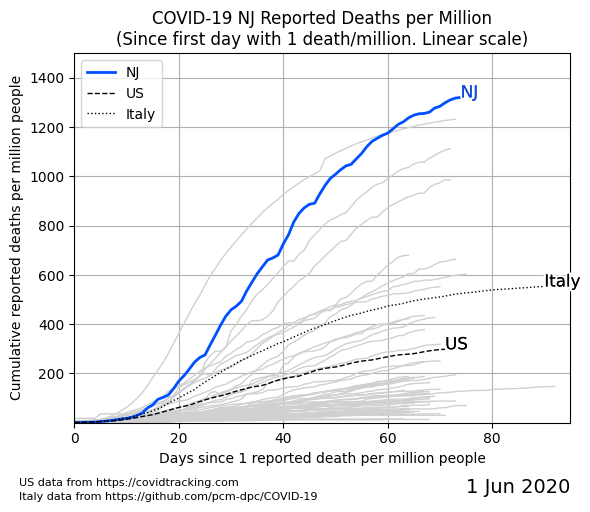 COVID-19 NJ Reported Deaths per Million
(Since first day with 1 death/million. Linear scale)
1400
1200
1000
800
600
400
200
Cumulative reported deaths per million people
NJ
US
Italy
NJ
Italy
US
0 20 40 60 80
Days since 1 reported death per million people
US data from https://covidtracking.com
Italy data from https://github.com/pcm-dpc/COVID-19
1 Jun 2020